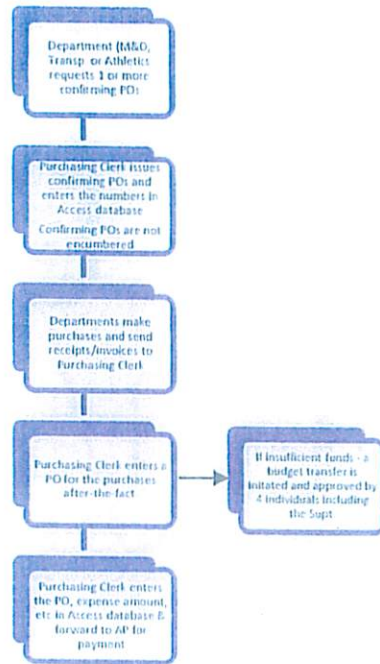 Department (M&O,
Transp. or Athletics
requests 1 or more
confirming POs
Purchasing Clerk issues
confirming POs and
enters the numbers in
Access database
Confirming POs are not
encumbered
Departments make
purchases and send
receipts/invoices to
Purchasing Clerk
Purchasing Clerk enters a
PO for the purchases
after-the-fact
If insufficient funds - a
budget transfer is
initated and approved by
4 individuals including
the Supt
Purchasing Clerk enters
the PO, expense amount,
etc in Access database &
forward to AP for
payment